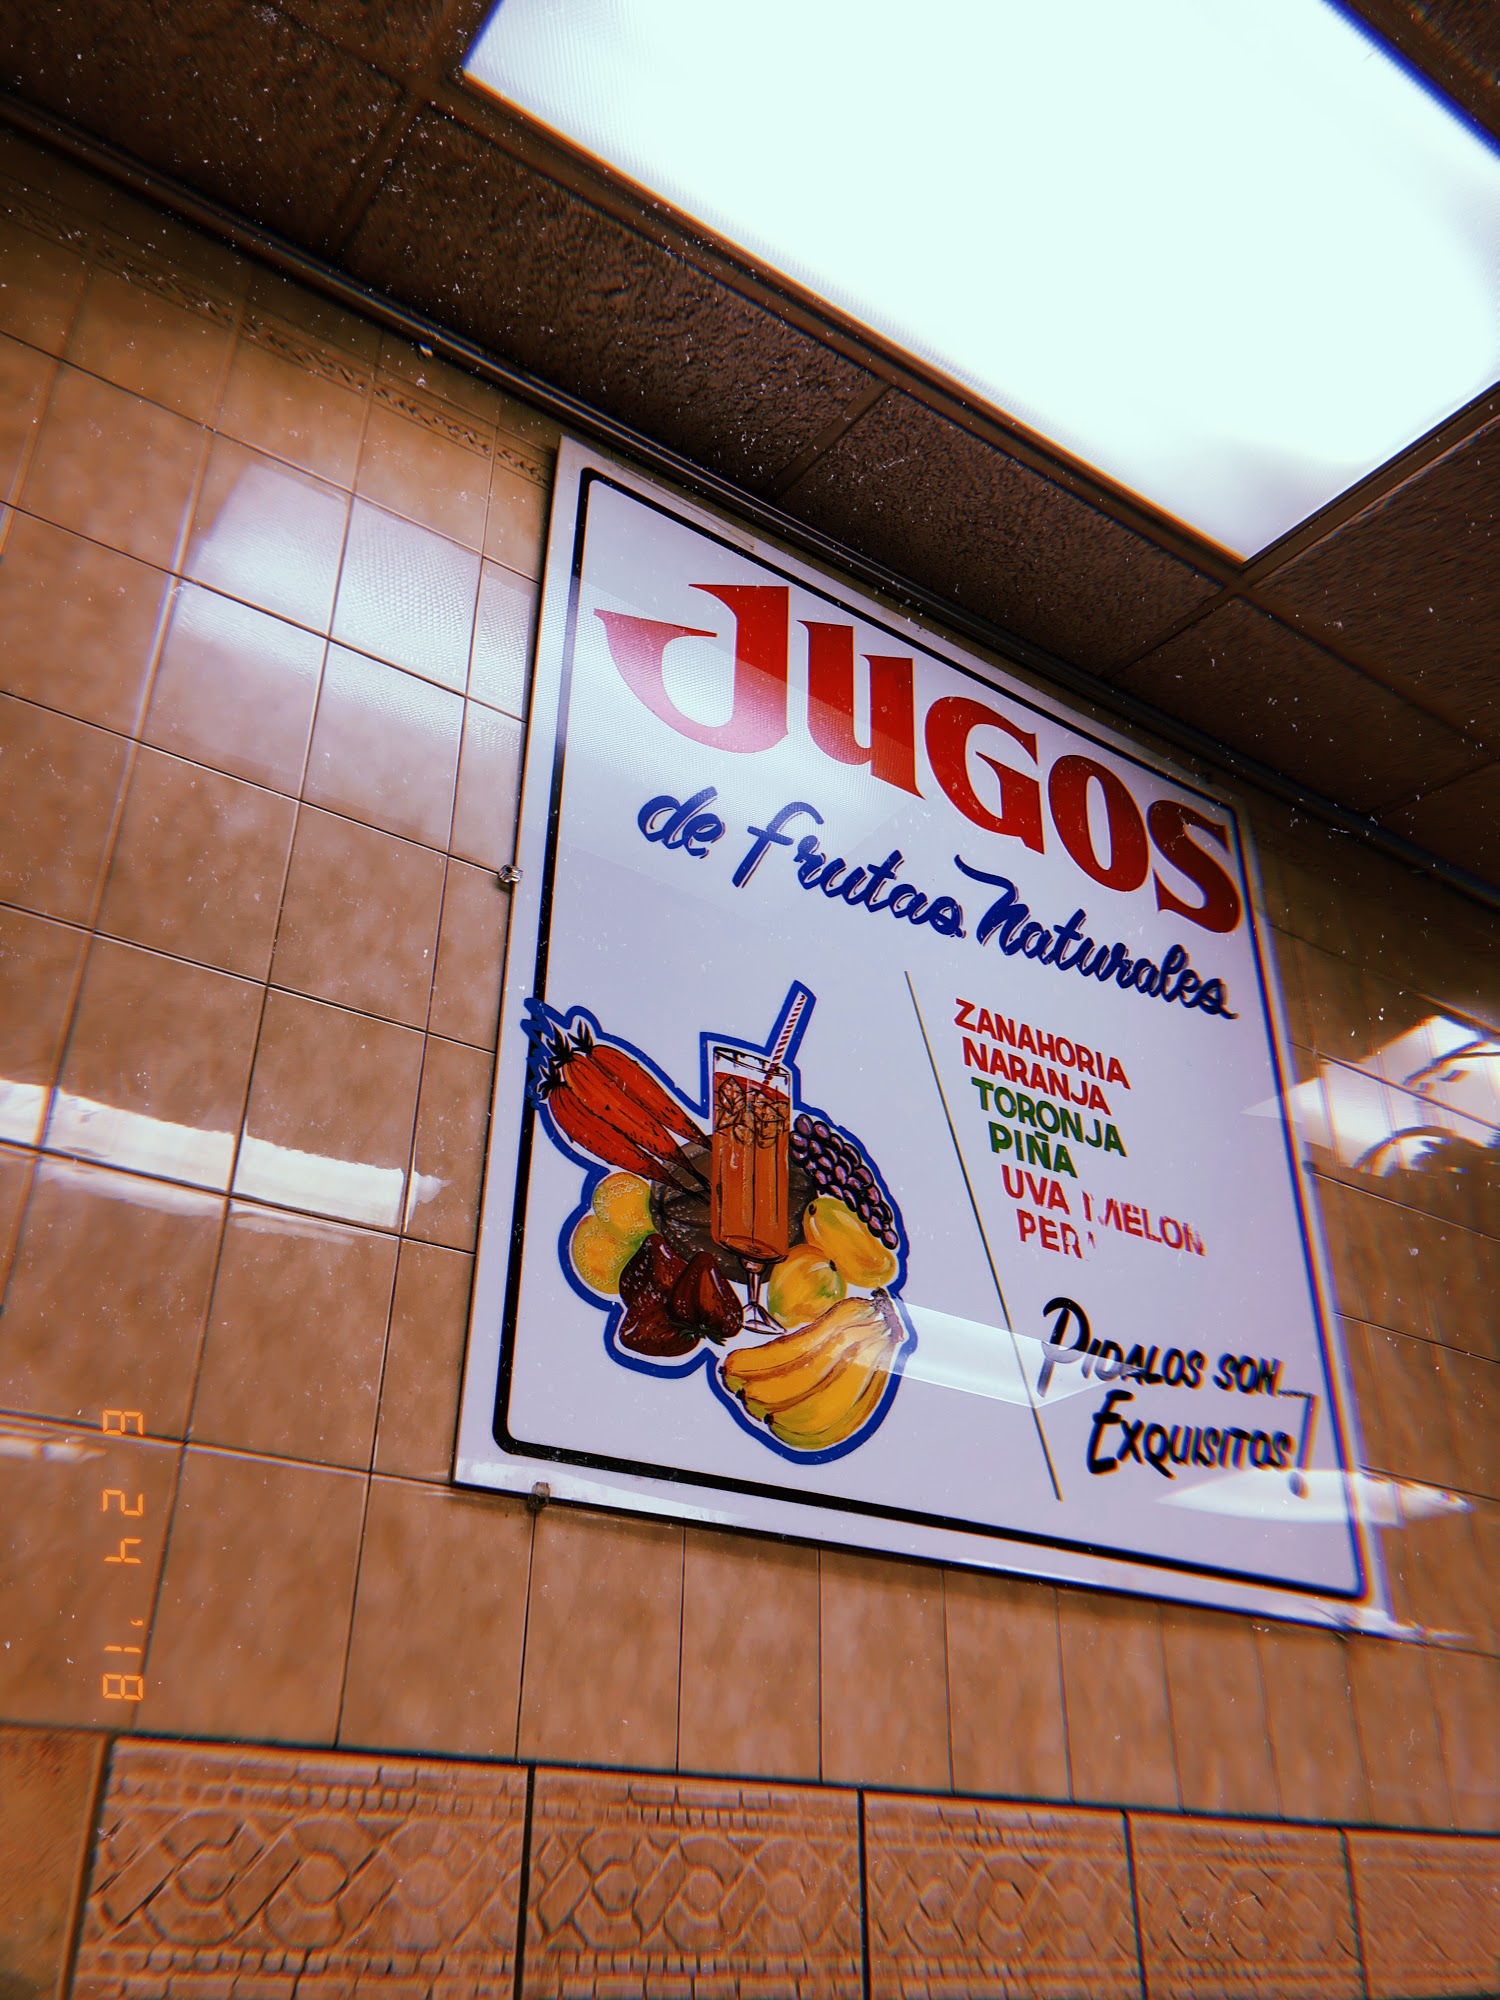 JUGOS
de frutas Naturales
ZANAHORIA
NARANJA
TORONJA
PIÑA
UVA MELON
PERA
PIDALOS SON...
EXQUISITOS!
8 24 '18